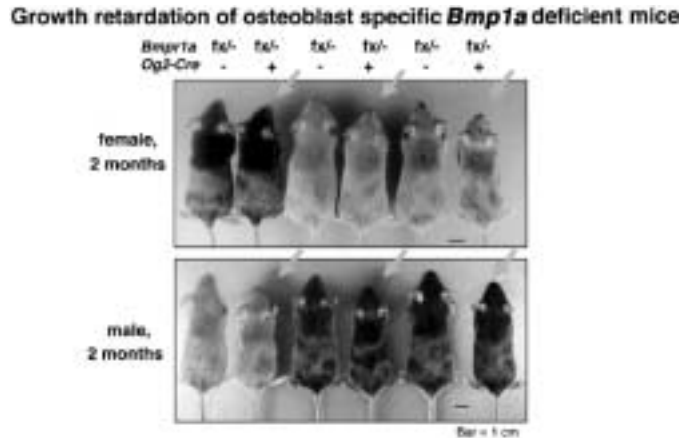 Growth retardation of osteoblast specific Bmp1a deficient mice
Bmpr1a fx/- fx/- fx/- fx/- fx/- fx/-
Og2-Cre - + - + - +
female,
2 months
male,
2 months
Bar = 1 cm